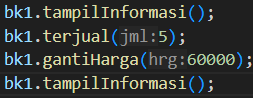 bk1.tampilInformasi();
bk1.terjual(jml:5);
bk1.gantiHarga(hrg:60000);
bk1.tampilInformasi();